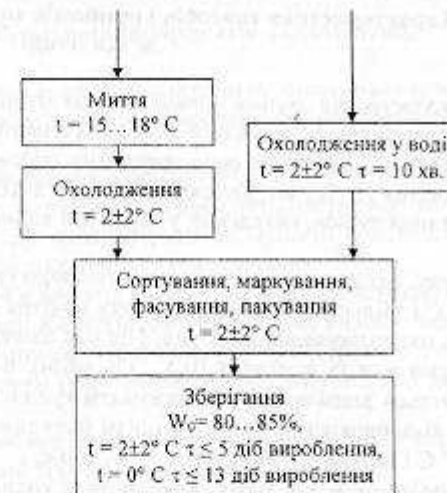 Миття
t = 15…18° С
Охолодження
t = 2±2° С
Охолодження у воді
t = 2±2° С τ = 10 хв.
Сортування, маркування,
фасування, пакування
t = 2±2° С
Зберігання
W₀= 80…85%,
t = 2±2° С τ ≤ 5 діб вироблення,
t = 0° С τ ≤ 13 діб вироблення